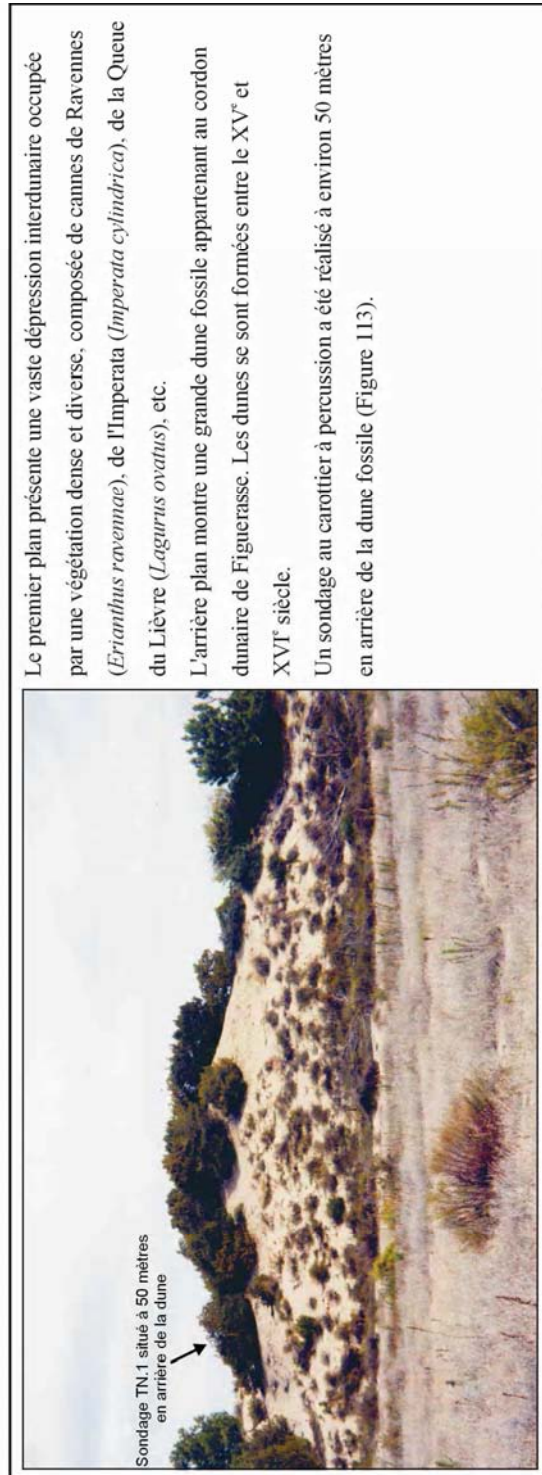 Le premier plan présente une vaste dépression interdunaire occupée
par une végétation dense et diverse, composée de cannes de Ravennes
(Erianthus ravennae), de l'Imperata (Imperata cylindrica), de la Queue
du Lièvre (Lagurus ovatus), etc.
L'arrière plan montre une grande dune fossile appartenant au cordon
dunaire de Figuerasse. Les dunes se sont formées entre le XVe et
XVIe siècle.
Un sondage au carottier à percussion a été réalisé à environ 50 mètres
en arrière de la dune fossile (Figure 113).
Sondage TN.1 situé à 50 mètres
en arrière de la dune